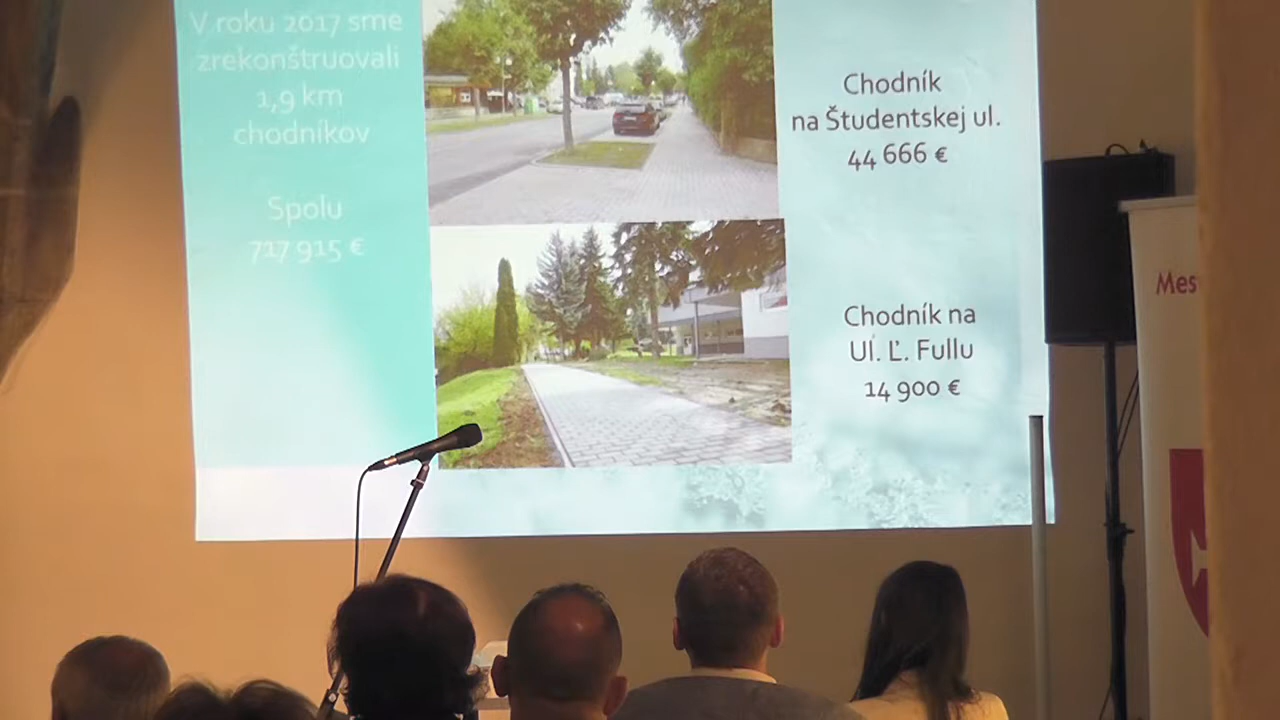 V roku 2017 sme
zrekonštruovali
1,9 km
chodníkov
Spolu
717 915 €
Chodník
na Študentskej ul.
44 666 €
Chodník na
Ul. Ľ. Fullu
14 900 €
Mes